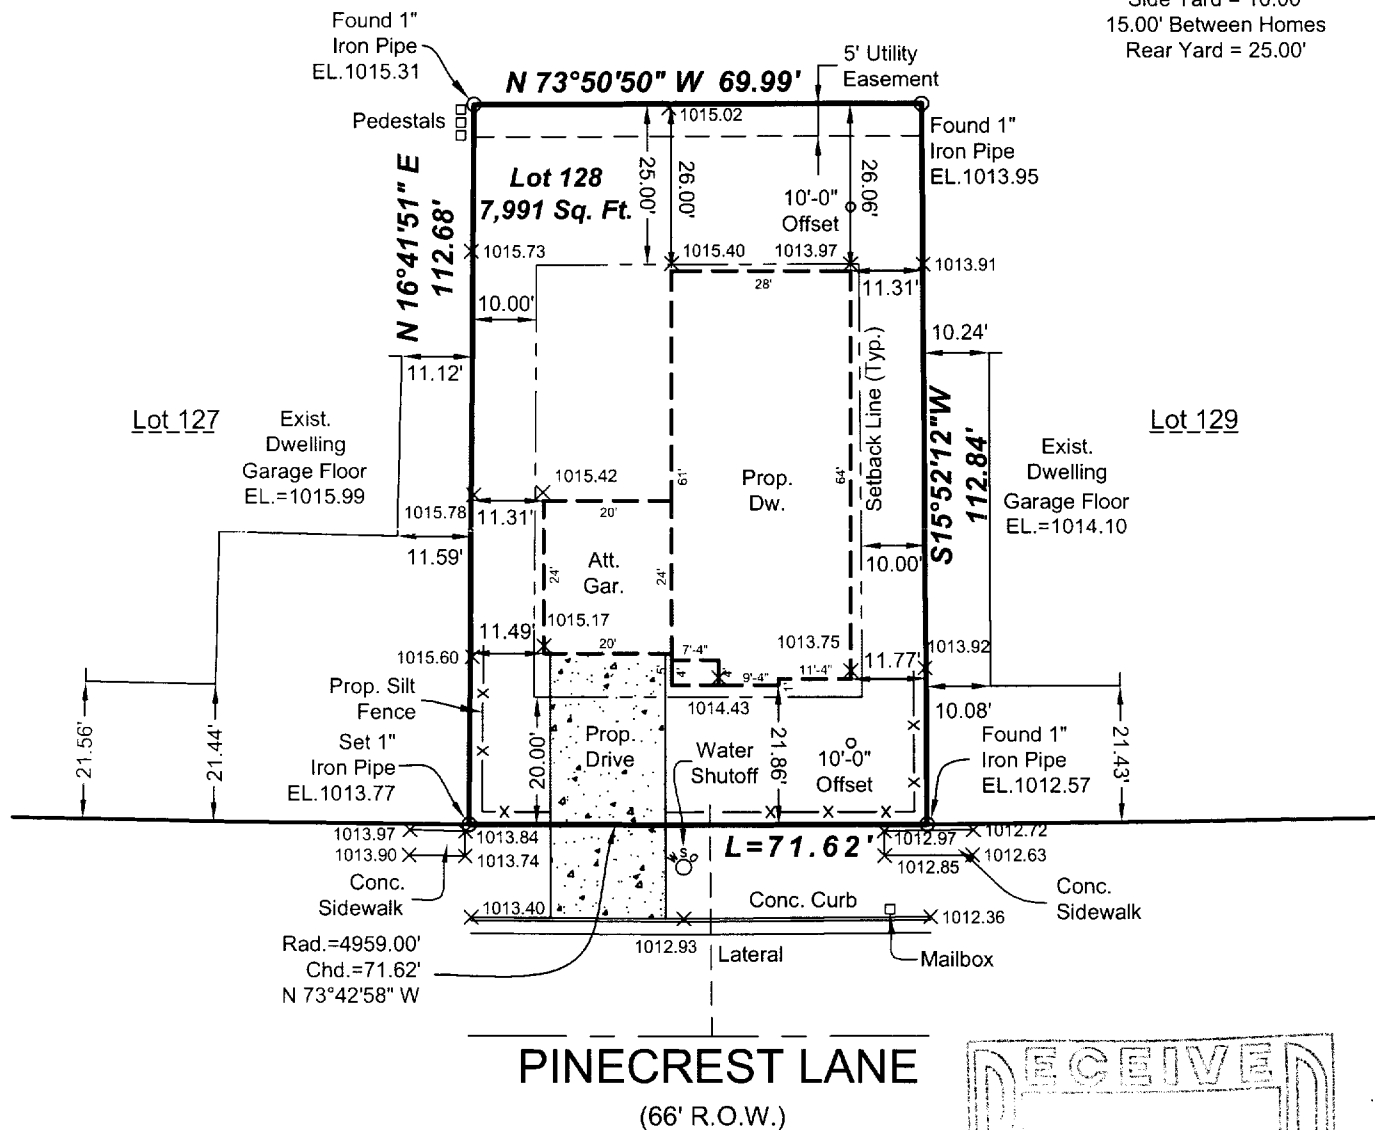 Side Yard = 10.00'
15.00' Between Homes
Rear Yard = 25.00'
Found 1"
Iron Pipe
EL.1015.31
N 73°50'50" W 69.99'
5' Utility
Easement
Pedestals
1015.02
Found 1"
Iron Pipe
EL.1013.95
N 16°41'51" E
112.68'
Lot 128
7,991 Sq. Ft.
25.00'
26.00'
26.06'
10'-0"
Offset
1015.73
1015.40
1013.97
1013.91
28'
11.31'
10.00'
10.24'
11.12'
Setback Line (Typ.)
S15°52'12"W
112.84'
Lot 127
Exist.
Dwelling
Garage Floor
EL.=1015.99
Lot 129
Exist.
Dwelling
Garage Floor
EL.=1014.10
1015.42
61'
64'
Prop.
Dw.
1015.78
11.31'
20'
11.59'
10.00'
Att.
Gar.
24'
24'
1015.17
11.49'
20'
1015.60
1013.75
1013.92
7'-4"
5'
4'
4'
9'-4"
11'-4"
1'
11.77'
1014.43
10.08'
Prop. Silt
Fence
21.56'
21.44'
20.00'
Prop.
Drive
Water
Shutoff
21.86'
10'-0"
Offset
21.43'
Set 1"
Iron Pipe
EL.1013.77
Found 1"
Iron Pipe
EL.1012.57
1013.97
1013.84
1013.90
1013.74
L=71.62'
1012.97
1012.72
1012.85
1012.63
W S O
Conc.
Sidewalk
Conc.
Sidewalk
1013.40
Conc. Curb
1012.36
1012.93
Lateral
Mailbox
Rad.=4959.00'
Chd.=71.62'
N 73°42'58" W
PINECREST LANE
(66' R.O.W.)
RECEIVED